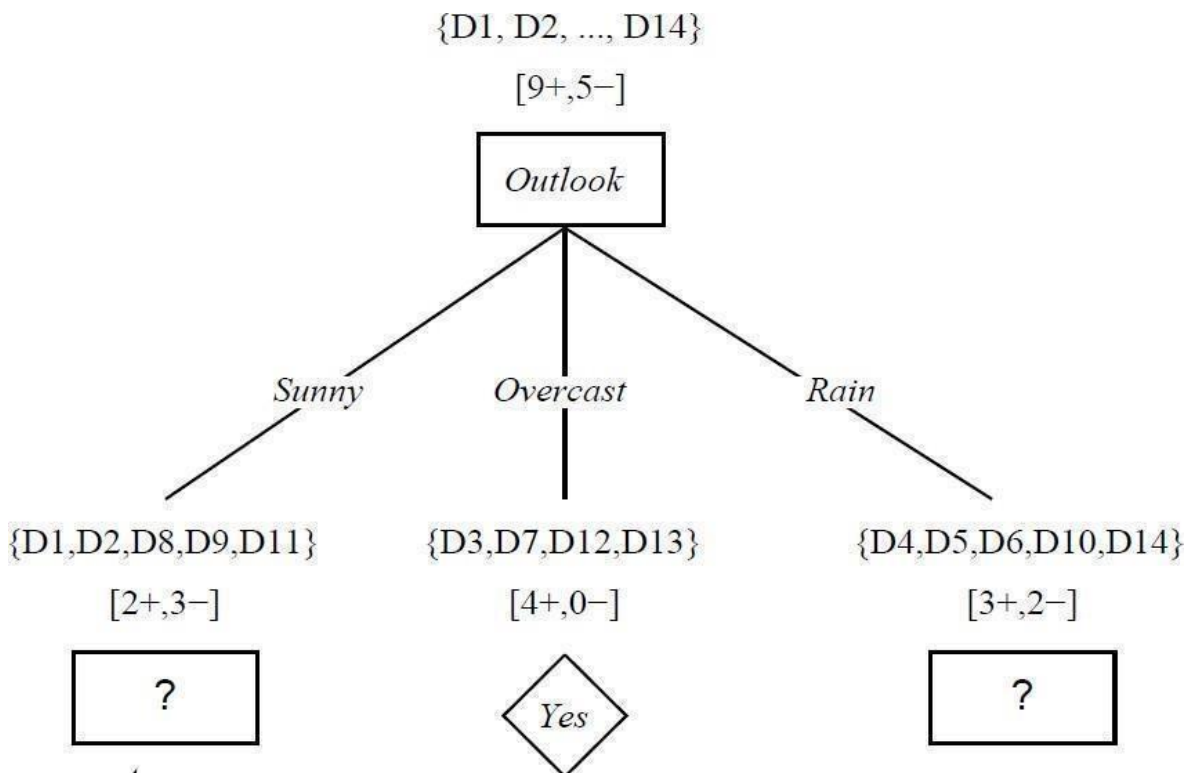 {D1, D2, ..., D14}
[9+,5−]
Outlook
Sunny
Overcast
Rain
{D1,D2,D8,D9,D11}
{D3,D7,D12,D13}
{D4,D5,D6,D10,D14}
[2+,3−]
[4+,0−]
[3+,2−]
?
Yes
?